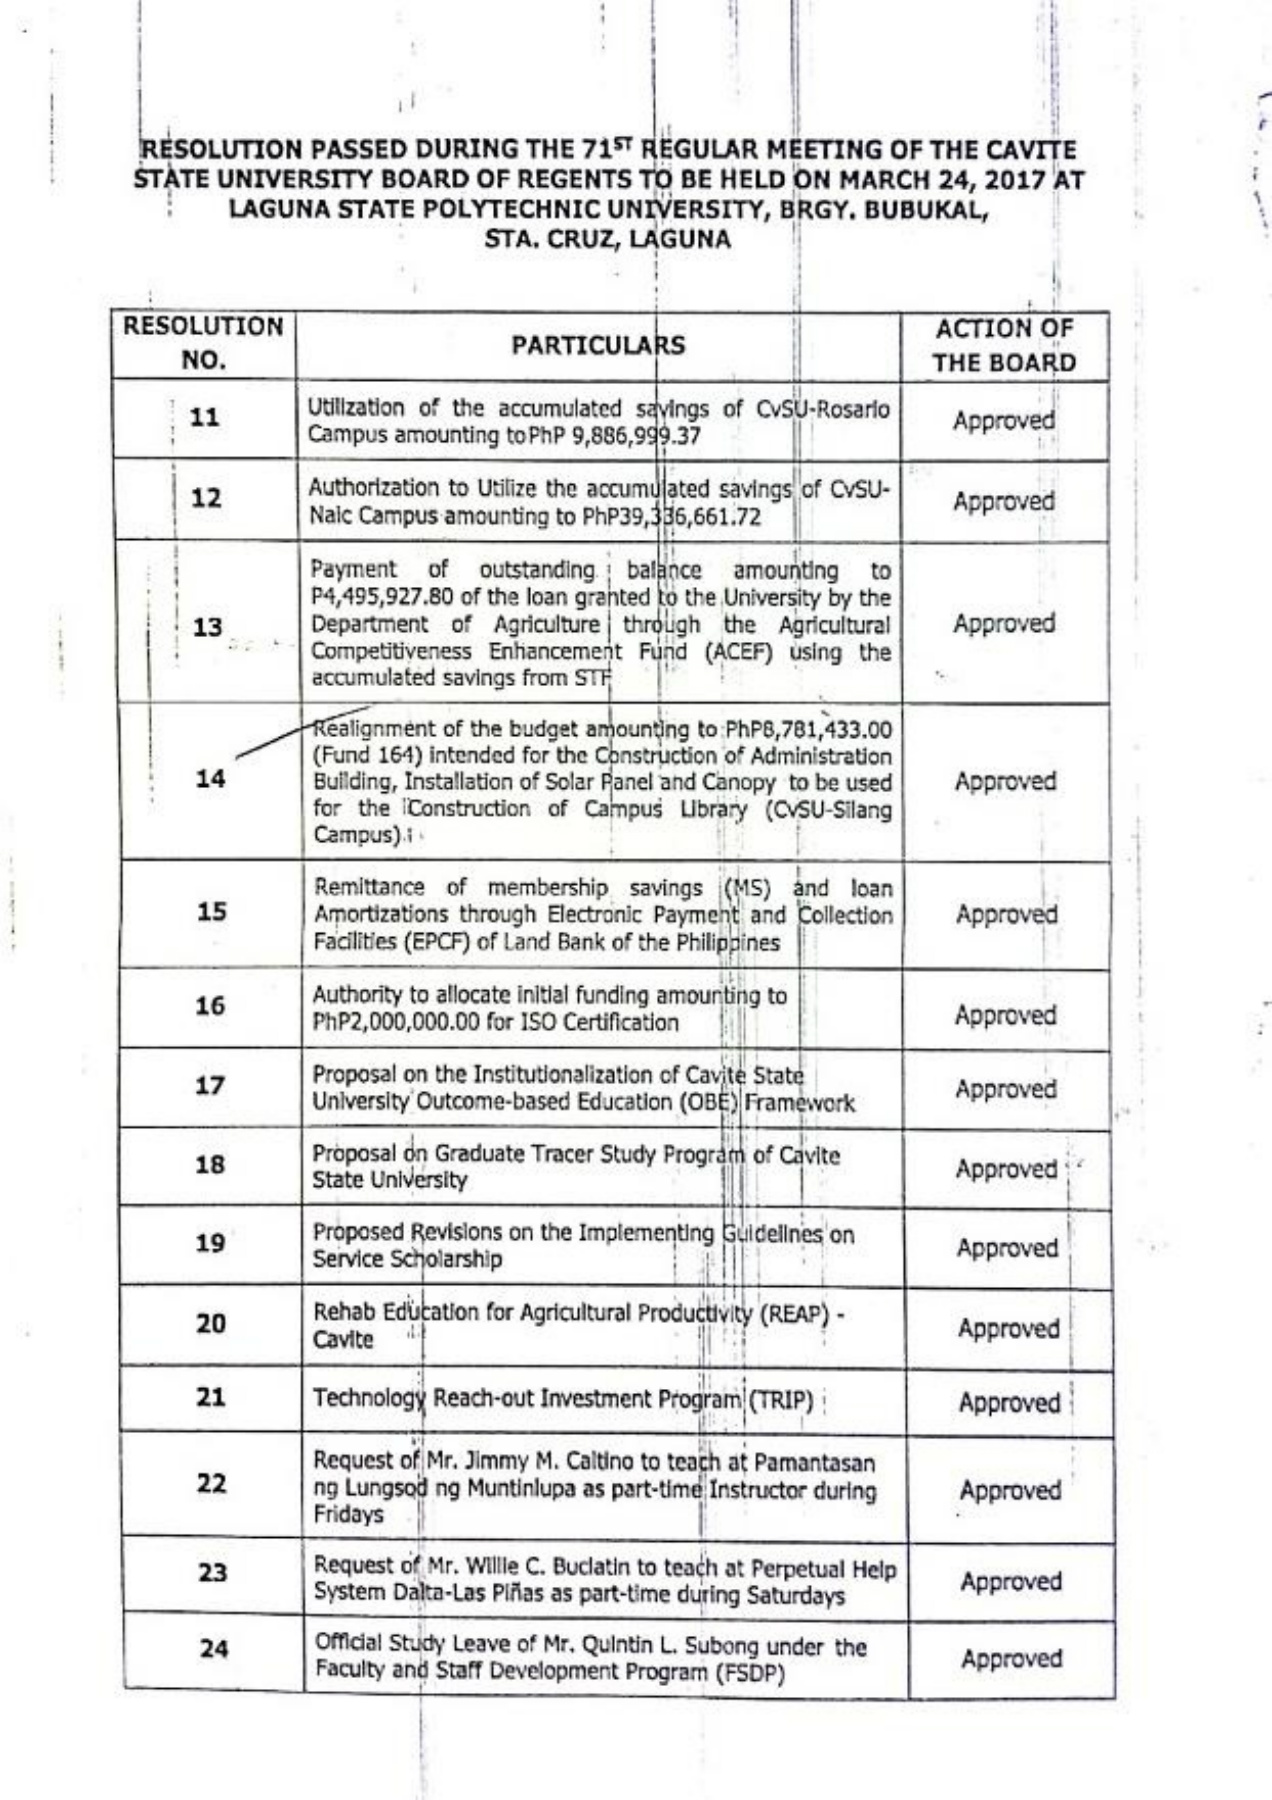 RESOLUTION PASSED DURING THE 71ST REGULAR MEETING OF THE CAVITE
STATE UNIVERSITY BOARD OF REGENTS TO BE HELD ON MARCH 24, 2017 AT
LAGUNA STATE POLYTECHNIC UNIVERSITY, BRGY. BUBUKAL,
STA. CRUZ, LAGUNA
RESOLUTION
NO.
PARTICULARS
ACTION OF
THE BOARD
11
Utilization of the accumulated savings of CvSU-Rosario
Campus amounting to PhP 9,886,999.37
Approved
12
Authorization to Utilize the accumulated savings of CvSU-
Naic Campus amounting to PhP39,336,661.72
Approved
13
Payment of outstanding balance amounting to
P4,495,927.80 of the loan granted to the University by the
Department of Agriculture through the Agricultural
Competitiveness Enhancement Fund (ACEF) using the
accumulated savings from STF
Approved
14
Realignment of the budget amounting to PhP8,781,433.00
(Fund 164) intended for the Construction of Administration
Building, Installation of Solar Panel and Canopy to be used
for the Construction of Campus Library (CvSU-Silang
Campus).
Approved
15
Remittance of membership savings (MS) and loan
Amortizations through Electronic Payment and Collection
Facilities (EPCF) of Land Bank of the Philippines
Approved
16
Authority to allocate initial funding amounting to
PhP2,000,000.00 for ISO Certification
Approved
17
Proposal on the Institutionalization of Cavite State
University Outcome-based Education (OBE) Framework
Approved
18
Proposal on Graduate Tracer Study Program of Cavite
State University
Approved
19
Proposed Revisions on the Implementing Guidelines on
Service Scholarship
Approved
20
Rehab Education for Agricultural Productivity (REAP) -
Cavite
Approved
21
Technology Reach-out Investment Program (TRIP)
Approved
22
Request of Mr. Jimmy M. Caltino to teach at Pamantasan
ng Lungsod ng Muntinlupa as part-time Instructor during
Fridays
Approved
23
Request of Mr. Willie C. Buclatin to teach at Perpetual Help
System Dalta-Las Piñas as part-time during Saturdays
Approved
24
Official Study Leave of Mr. Quintin L. Subong under the
Faculty and Staff Development Program (FSDP)
Approved